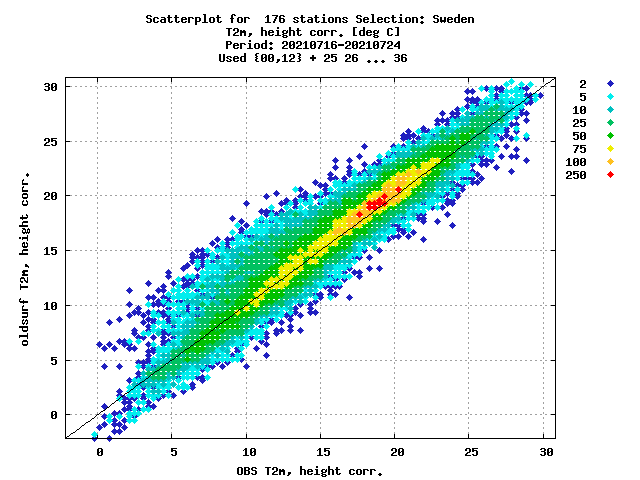 Scatterplot for  176 stations Selection: Sweden
T2m, height corr. [deg C]
Period: 20210716-20210724
Used {00,12} + 25 26 ... 36
30
25
20
15
10
5
0
oldsurf T2m, height corr.
0 5 10 15 20 25 30
OBS T2m, height corr.
2
5
10
25
50
75
100
250